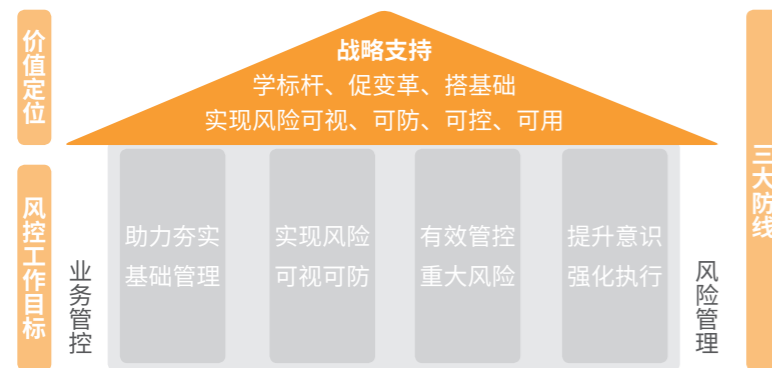 价值定位
战略支持
学标杆、促变革、搭基础
实现风险可视、可防、可控、可用
三大防线
风控工作目标
业务管控
助力夯实
基础管理
实现风险
可视可防
有效管控
重大风险
提升意识
强化执行
风险管理